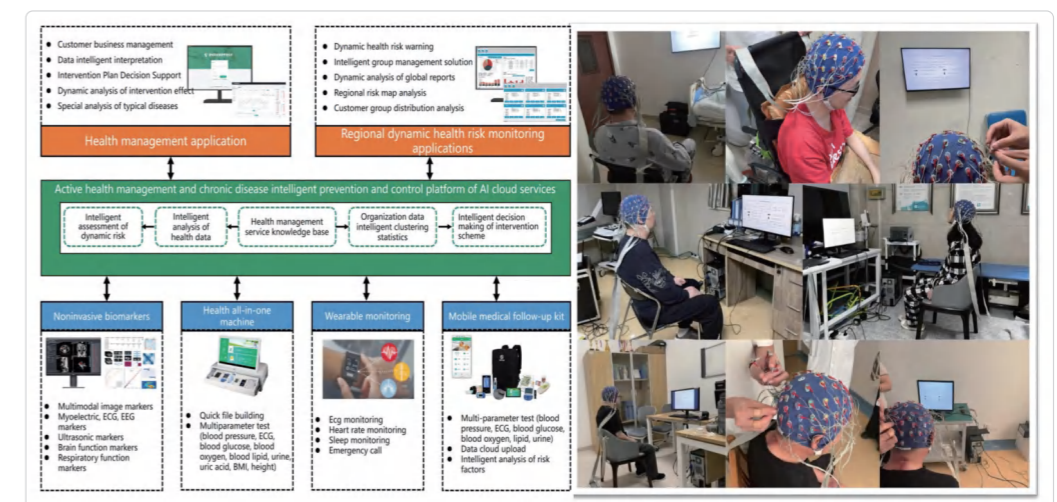 Customer business management
Data intelligent interpretation
Intervention Plan Decision Support
Dynamic analysis of intervention effect
Special analysis of typical diseases
Health management application
Dynamic health risk warning
Intelligent group management solution
Dynamic analysis of global reports
Regional risk map analysis
Customer group distribution analysis
Regional dynamic health risk monitoring
applications
Active health management and chronic disease intelligent prevention and control platform of AI cloud services
Intelligent
assessment of
dynamic risk
Intelligent
analysis of
health data
Health management
service knowledge base
Organization data
intelligent clustering
statistics
Intelligent decision
making of intervention
scheme
Noninvasive biomarkers
Multimodal image markers
Myoelectric, ECG, EEG
markers
Ultrasonic markers
Brain function markers
Respiratory function
markers
Health all-in-one
machine
Quick file building
Multiparameter test
(blood pressure, ECG,
blood glucose, blood
oxygen, blood lipid, urine,
uric acid, BMI, height)
Wearable monitoring
Ecg monitoring
Heart rate monitoring
Sleep monitoring
Emergency call
Mobile medical follow-up kit
Multi-parameter test (blood
pressure, ECG, blood glucose,
blood oxygen, lipid, urine)
Data cloud upload
Intelligent analysis of risk
factors